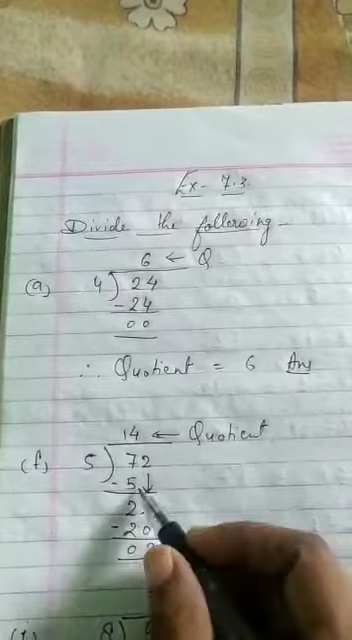 Ex- 7.3.
Divide the following-
6 ← Q
(a) 4) 24
-24
00
∴ Quotient = 6 Ans
14 ← Quotient
(f) 5) 72
-5↓
2
-20
0
8)